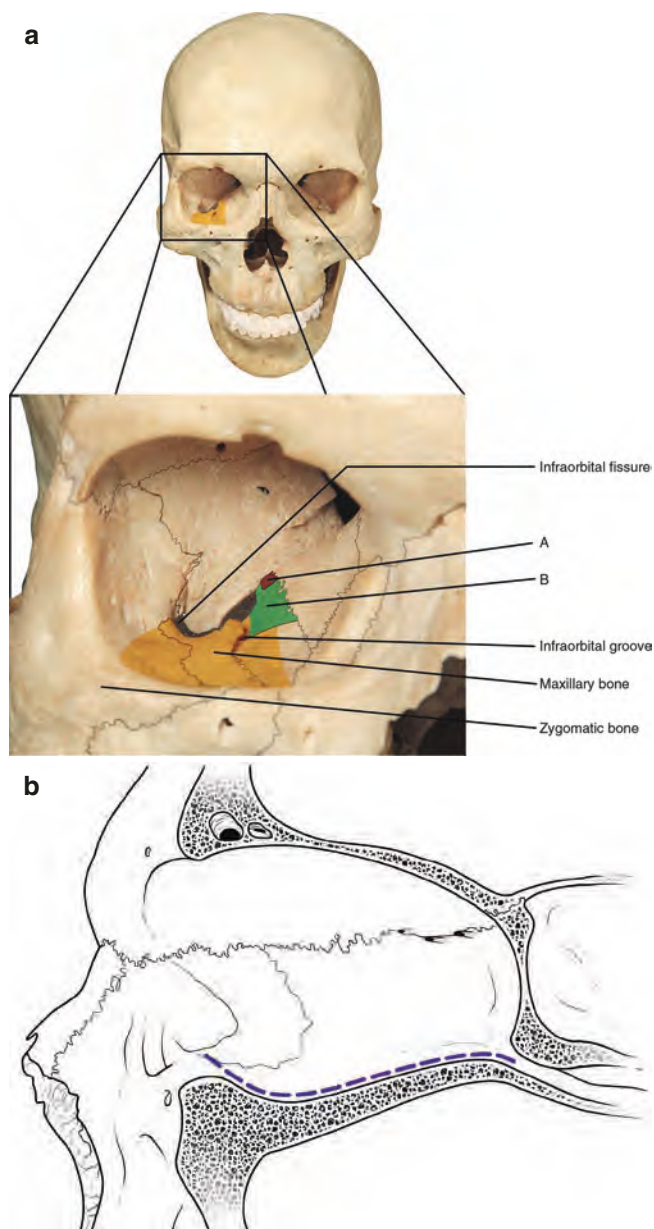 a
Infraorbital fissure
A
B
Infraorbital groove
Maxillary bone
Zygomatic bone
b